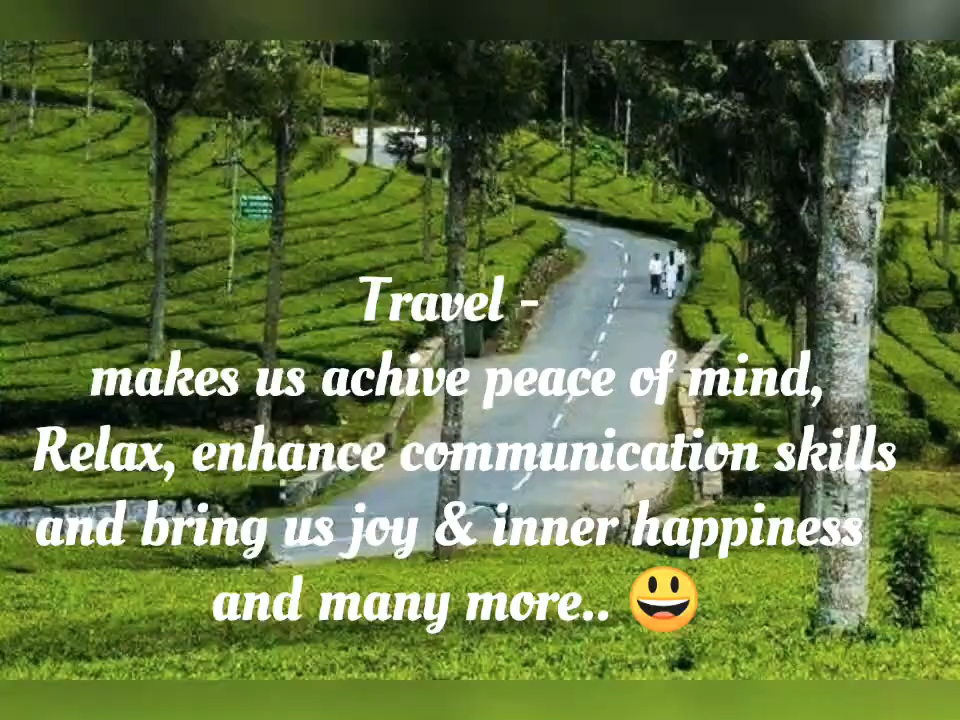 Travel -
makes us achive peace of mind,
Relax, enhance communication skills
and bring us joy & inner happiness
and many more.. 😃